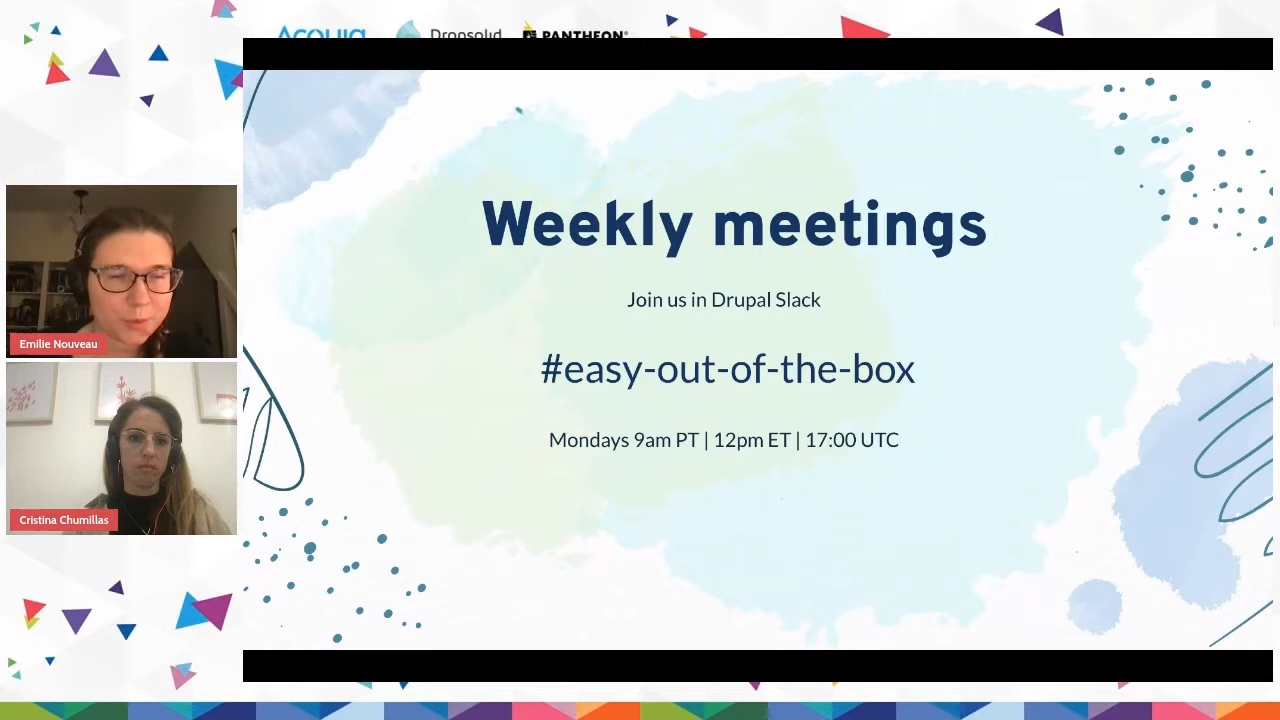 Acquia Dropsolid PANTHEON
Weekly meetings
Join us in Drupal Slack
#easy-out-of-the-box
Mondays 9am PT | 12pm ET | 17:00 UTC
Emilie Nouveau
Cristina Chumillas